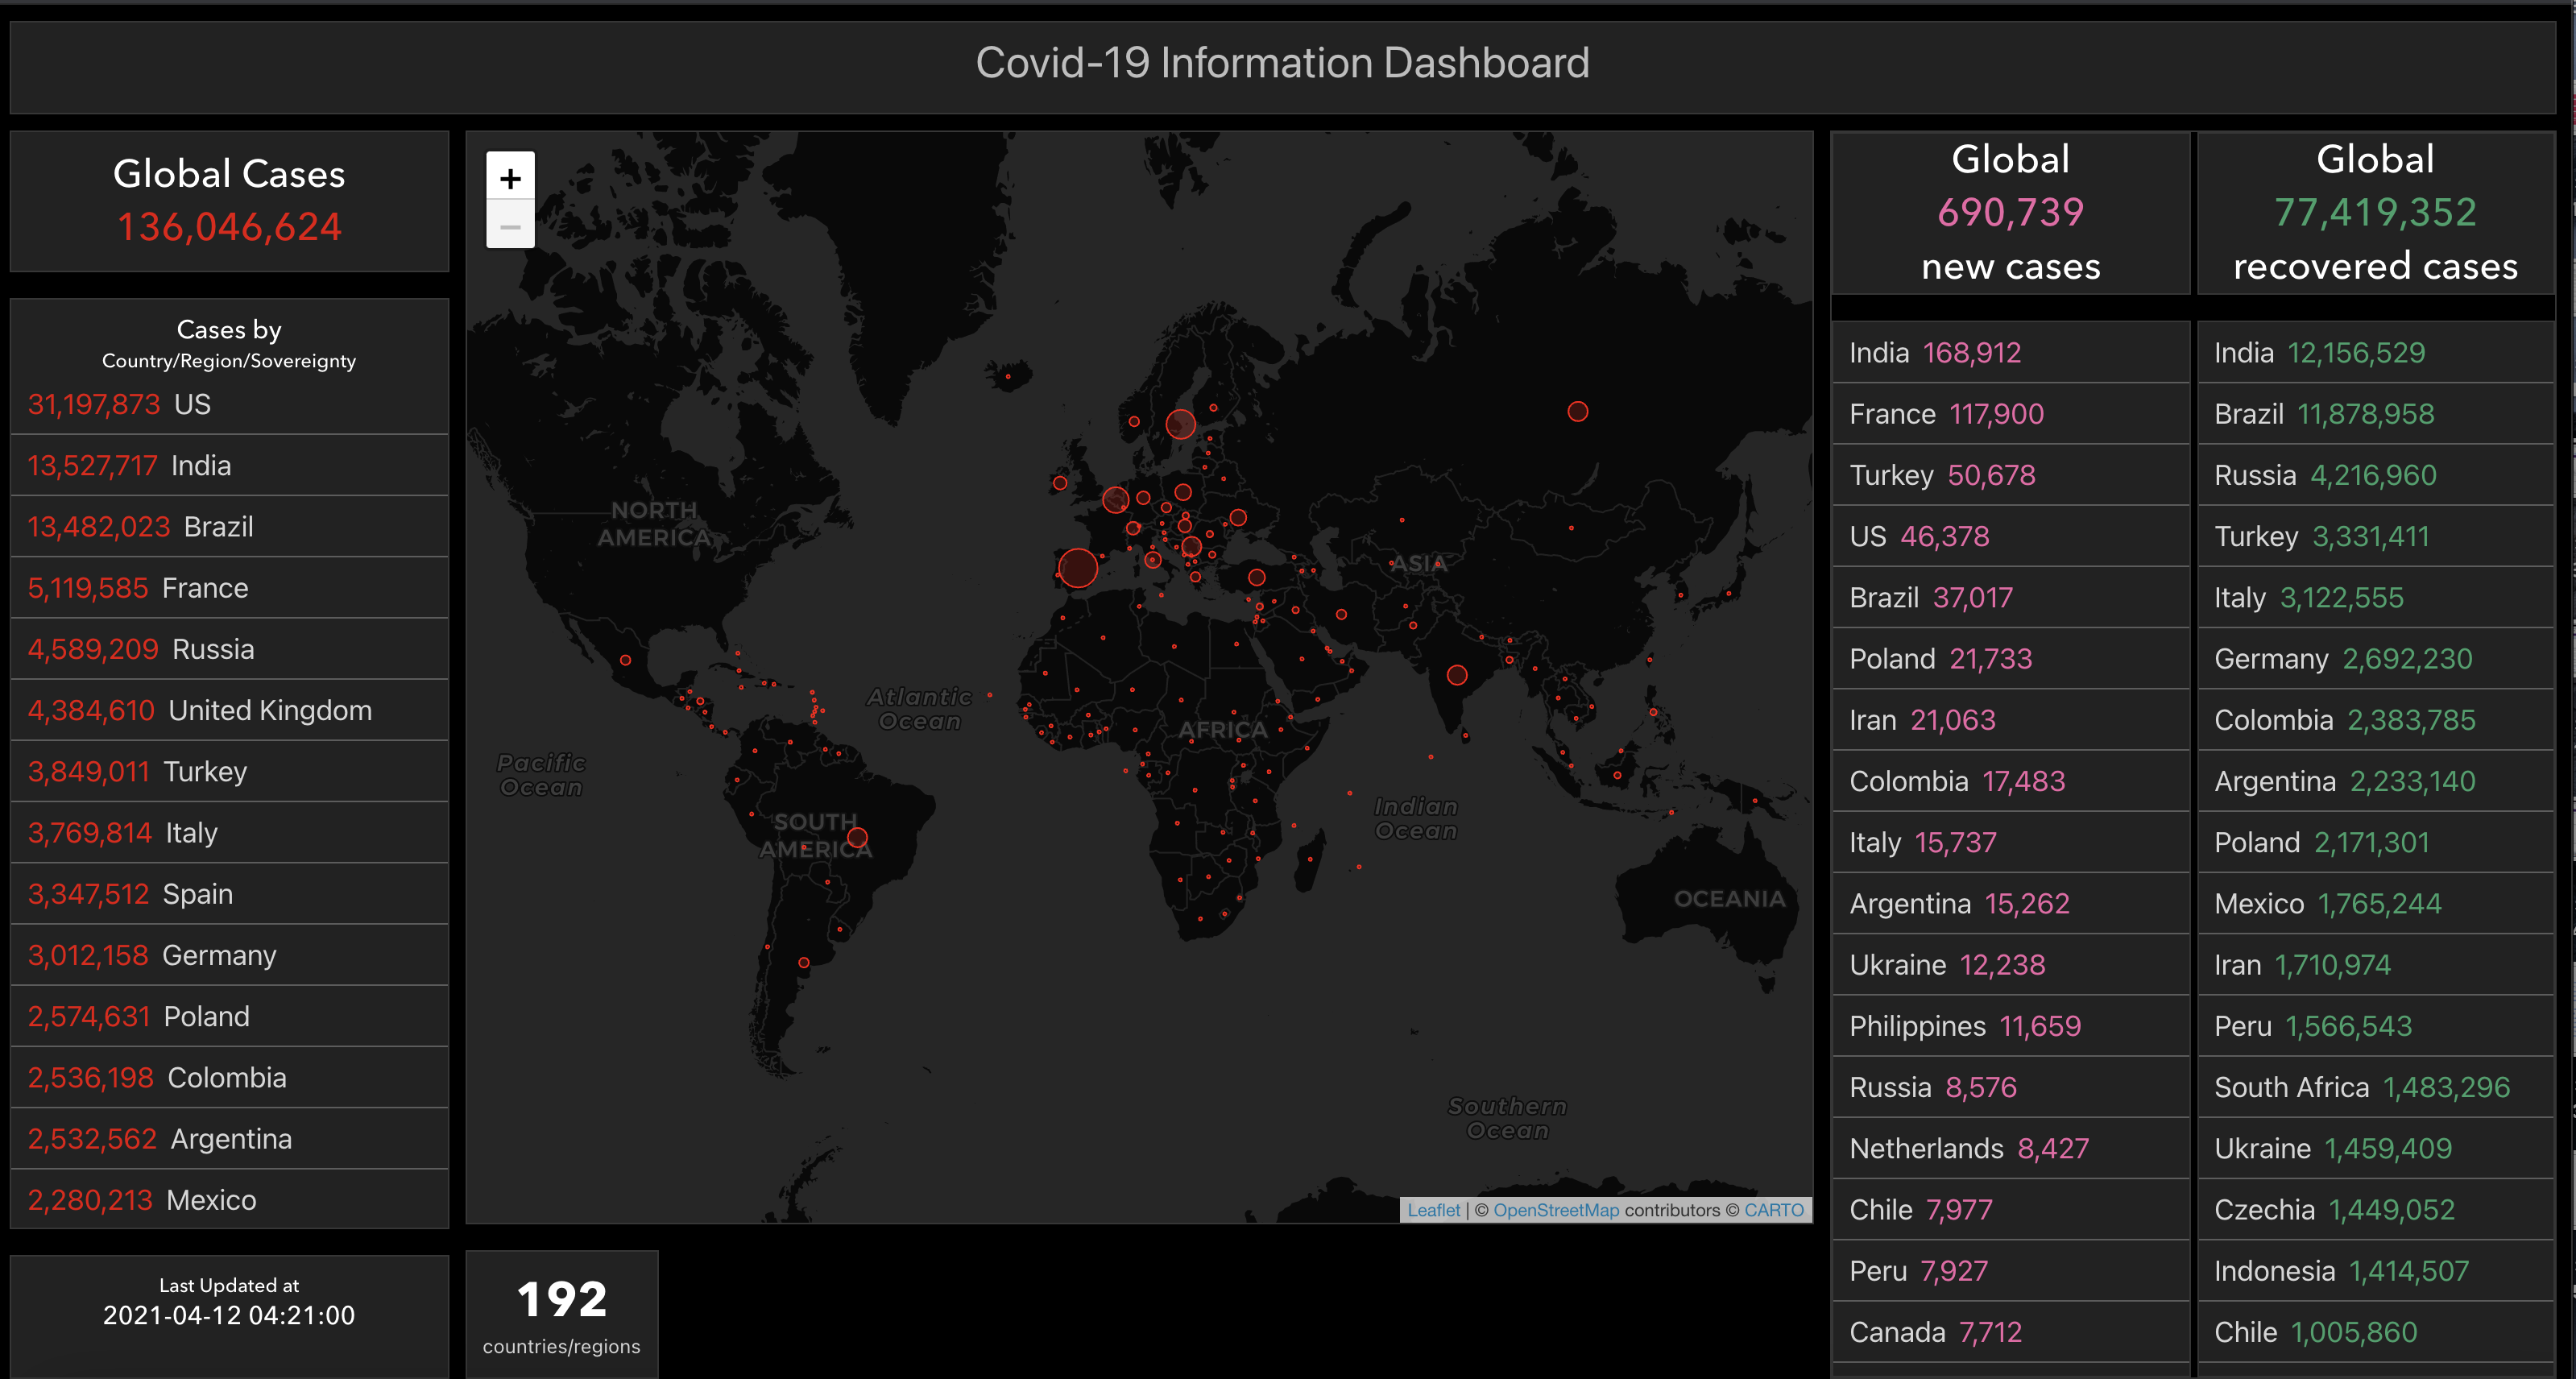 Covid-19 Information Dashboard
Global Cases
136,046,624
Cases by
Country/Region/Sovereignty
31,197,873 US
13,527,717 India
13,482,023 Brazil
5,119,585 France
4,589,209 Russia
4,384,610 United Kingdom
3,849,011 Turkey
3,769,814 Italy
3,347,512 Spain
3,012,158 Germany
2,574,631 Poland
2,536,198 Colombia
2,532,562 Argentina
2,280,213 Mexico
Last Updated at
2021-04-12 04:21:00
+
−
NORTH
AMERICA
ASIA
Atlantic
Ocean
AFRICA
Pacific
Ocean
SOUTH
AMERICA
Indian
Ocean
OCEANIA
Southern
Ocean
Leaflet | © OpenStreetMap contributors © CARTO
192
countries/regions
Global
690,739
new cases
India 168,912
France 117,900
Turkey 50,678
US 46,378
Brazil 37,017
Poland 21,733
Iran 21,063
Colombia 17,483
Italy 15,737
Argentina 15,262
Ukraine 12,238
Philippines 11,659
Russia 8,576
Netherlands 8,427
Chile 7,977
Peru 7,927
Canada 7,712
Global
77,419,352
recovered cases
India 12,156,529
Brazil 11,878,958
Russia 4,216,960
Turkey 3,331,411
Italy 3,122,555
Germany 2,692,230
Colombia 2,383,785
Argentina 2,233,140
Poland 2,171,301
Mexico 1,765,244
Iran 1,710,974
Peru 1,566,543
South Africa 1,483,296
Ukraine 1,459,409
Czechia 1,449,052
Indonesia 1,414,507
Chile 1,005,860